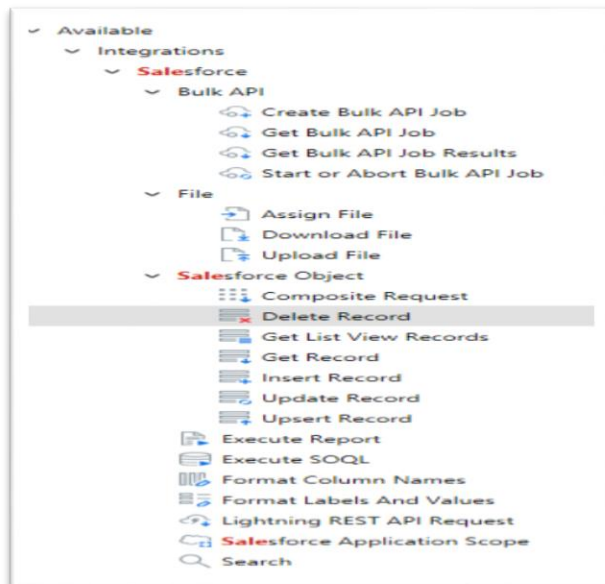 Available
Integrations
Salesforce
Bulk API
Create Bulk API Job
Get Bulk API Job
Get Bulk API Job Results
Start or Abort Bulk API Job
File
Assign File
Download File
Upload File
Salesforce Object
Composite Request
Delete Record
Get List View Records
Get Record
Insert Record
Update Record
Upsert Record
Execute Report
Execute SOQL
Format Column Names
Format Labels And Values
Lightning REST API Request
Salesforce Application Scope
Search